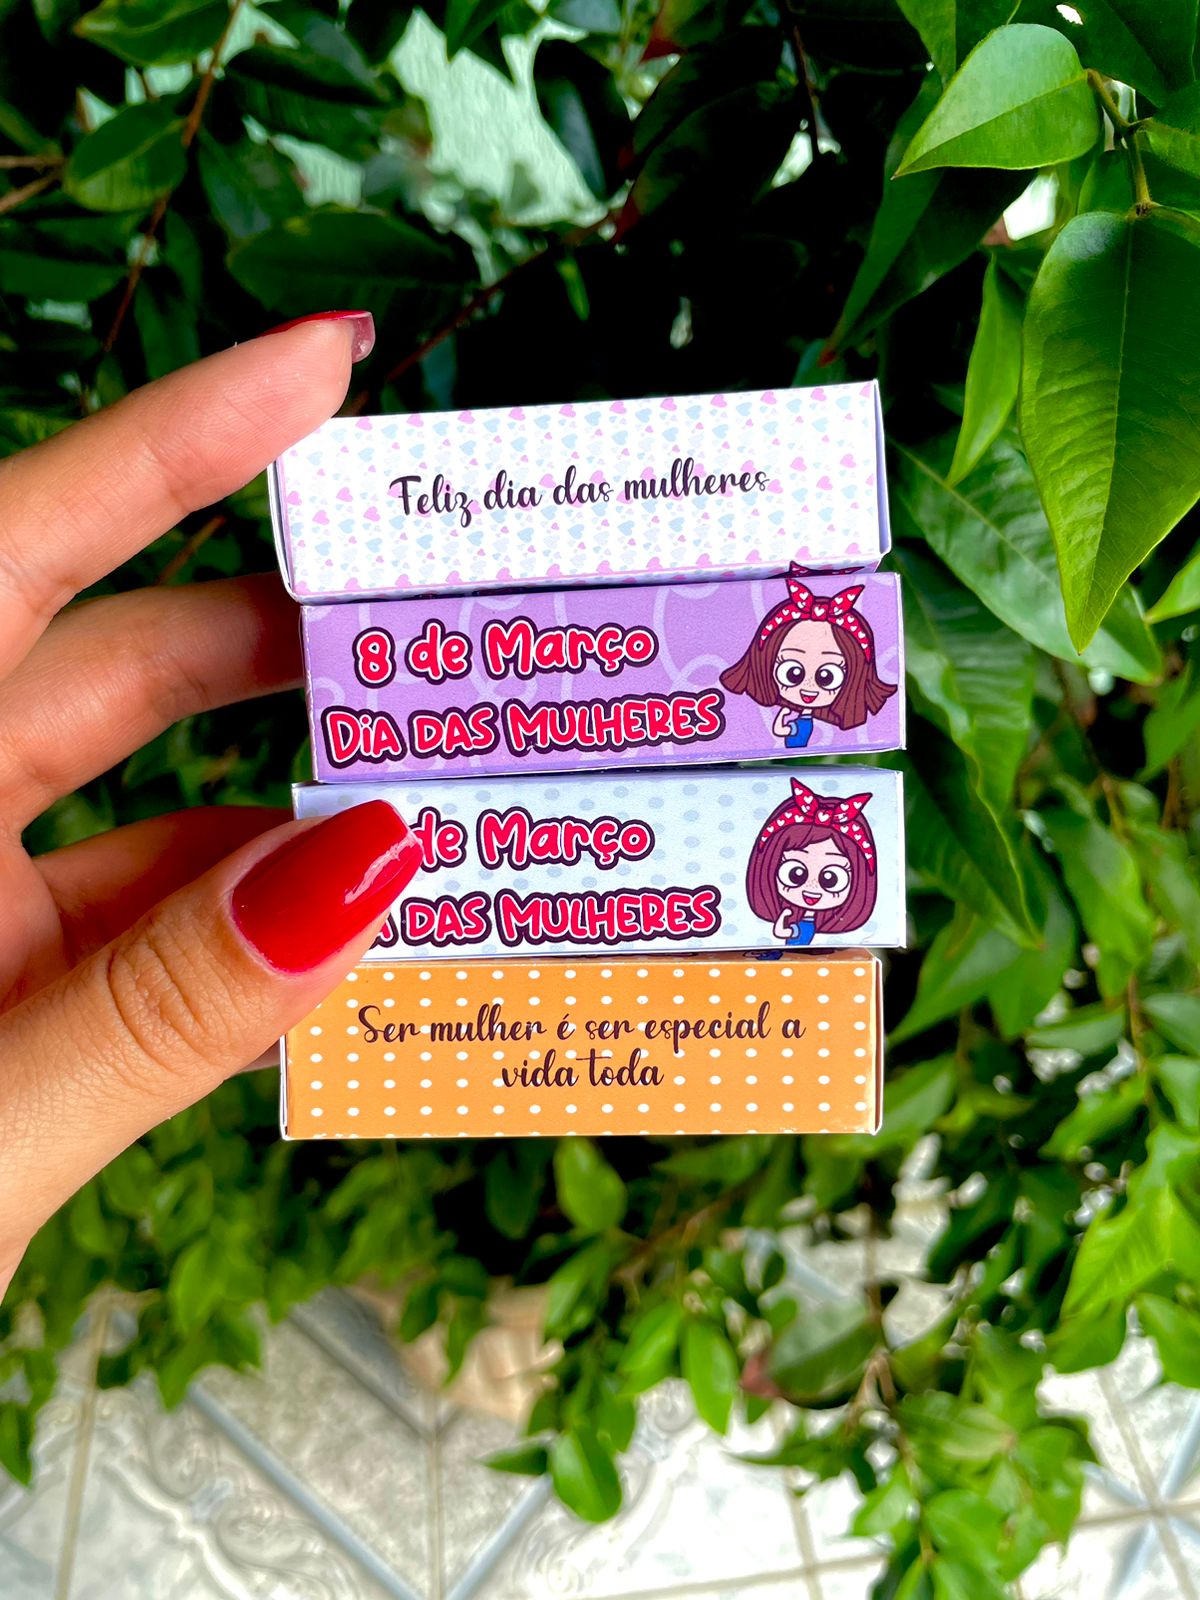 Feliz dia das mulheres
8 de Março
DiA DAS MULHERES
de Março
DAS MULHERES
Ser mulher é ser especial a
vida toda